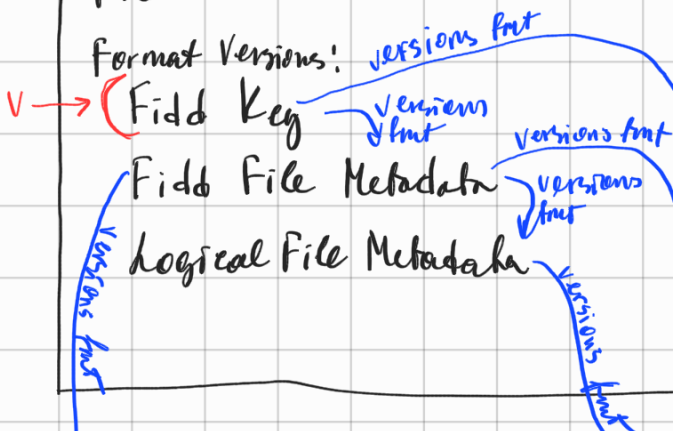 Format Versions:
versions fmt
V
Fidd Key
versions
fmt
versions fmt
Fidd File Metadata
versions
fmt
Logical File Metadata
versions fmt
versions fmt